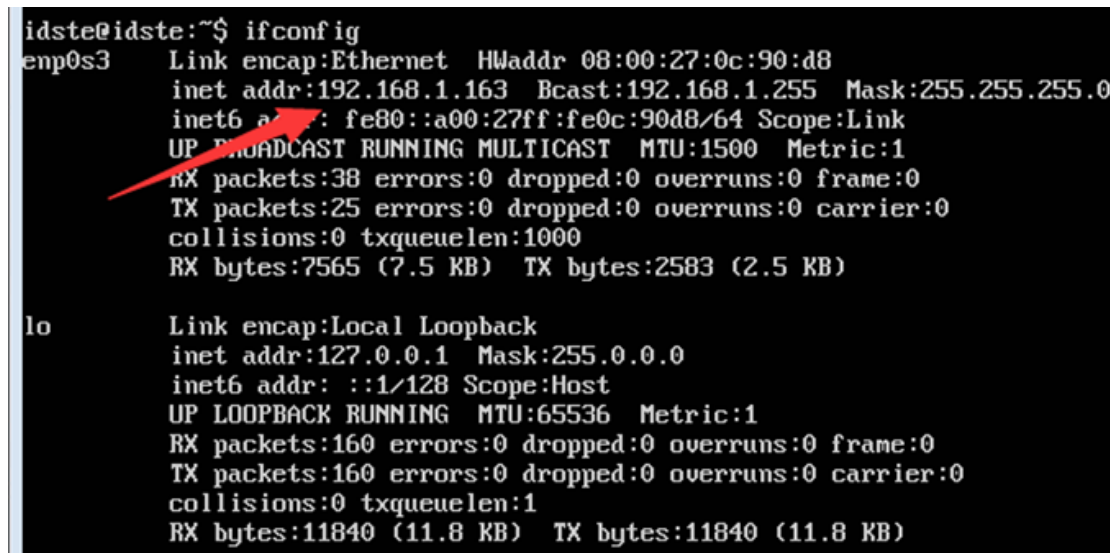 idste@idste:~$ ifconfig
enp0s3 Link encap:Ethernet HWaddr 08:00:27:0c:90:d8
inet addr:192.168.1.163 Bcast:192.168.1.255 Mask:255.255.255.0
inet6 addr: fe80::a00:27ff:fe0c:90d8/64 Scope:Link
UP BROADCAST RUNNING MULTICAST MTU:1500 Metric:1
RX packets:38 errors:0 dropped:0 overruns:0 frame:0
TX packets:25 errors:0 dropped:0 overruns:0 carrier:0
collisions:0 txqueuelen:1000
RX bytes:7565 (7.5 KB) TX bytes:2583 (2.5 KB)
lo Link encap:Local Loopback
inet addr:127.0.0.1 Mask:255.0.0.0
inet6 addr: ::1/128 Scope:Host
UP LOOPBACK RUNNING MTU:65536 Metric:1
RX packets:160 errors:0 dropped:0 overruns:0 frame:0
TX packets:160 errors:0 dropped:0 overruns:0 carrier:0
collisions:0 txqueuelen:1
RX bytes:11840 (11.8 KB) TX bytes:11840 (11.8 KB)